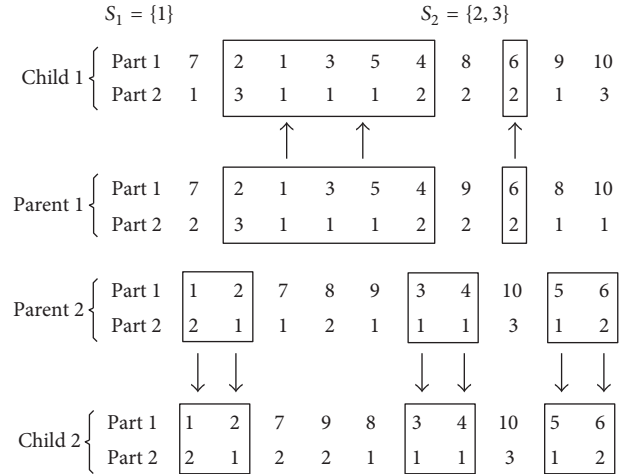 S1 = {1} S2 = {2, 3}
Child 1 Part 1 7 2 1 3 5 4 8 6 9 10
Part 2 1 3 1 1 1 2 2 2 1 3
Parent 1 Part 1 7 2 1 3 5 4 9 6 8 10
Part 2 2 3 1 1 1 2 2 2 1 1
Parent 2 Part 1 1 2 7 8 9 3 4 10 5 6
Part 2 2 1 1 2 1 1 1 3 1 2
Child 2 Part 1 1 2 7 9 8 3 4 10 5 6
Part 2 2 1 2 2 1 1 1 3 1 2